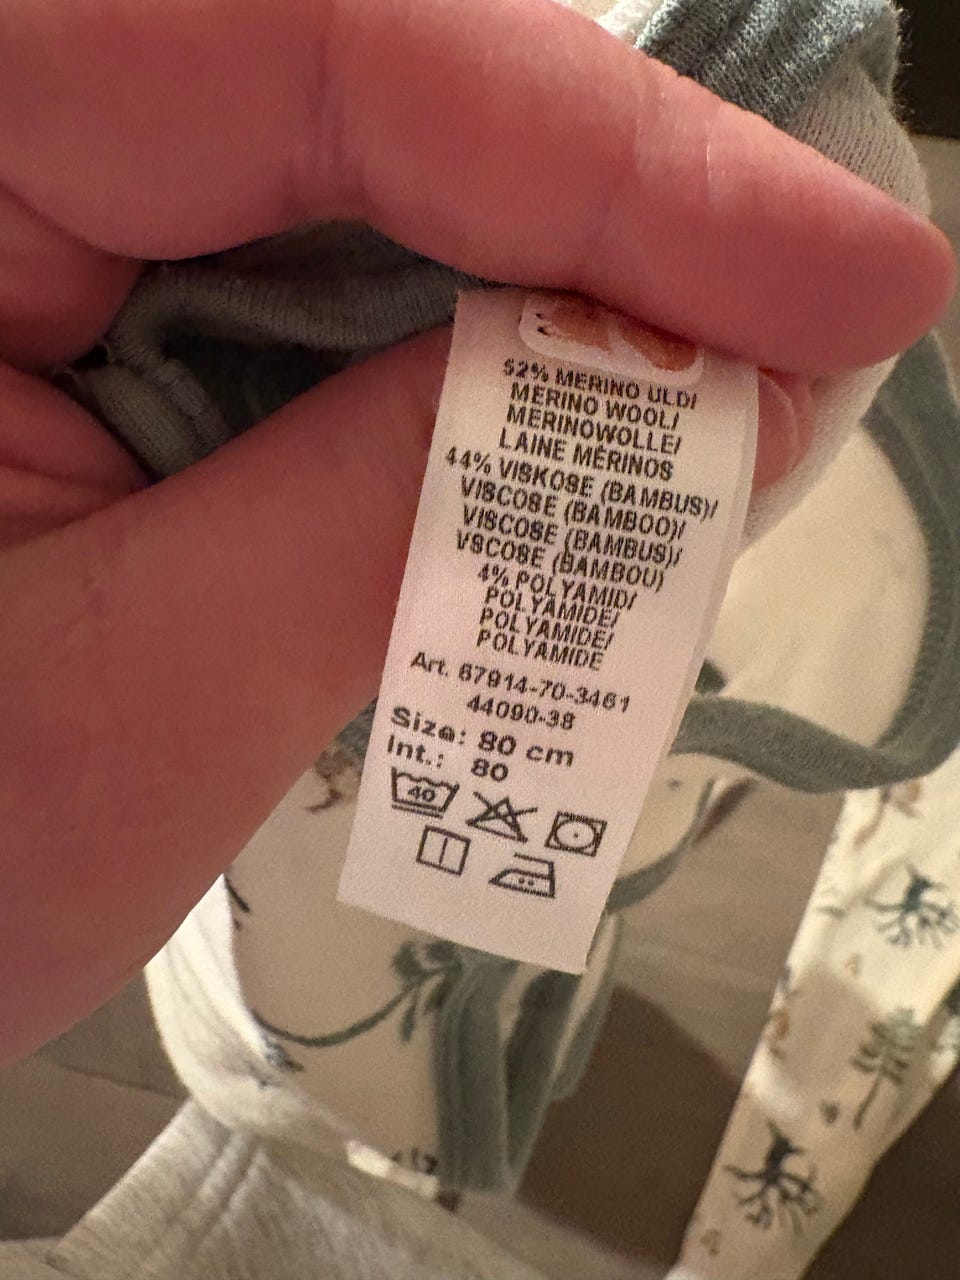 52% MERINO ULD/
MERINO WOOL/
MERINOWOLLE/
LAINE MÉRINOS
44% VISKOSE (BAMBUS)/
VISCOSE (BAMBOO)/
VISCOSE (BAMBUS)/
VSCOSE (BAMBOU)
4% POLYAMID/
POLYAMIDE/
POLYAMIDE/
POLYAMIDE
Art. 67914-70-3461
44090-38
Size: 80 cm
Int.: 80
40